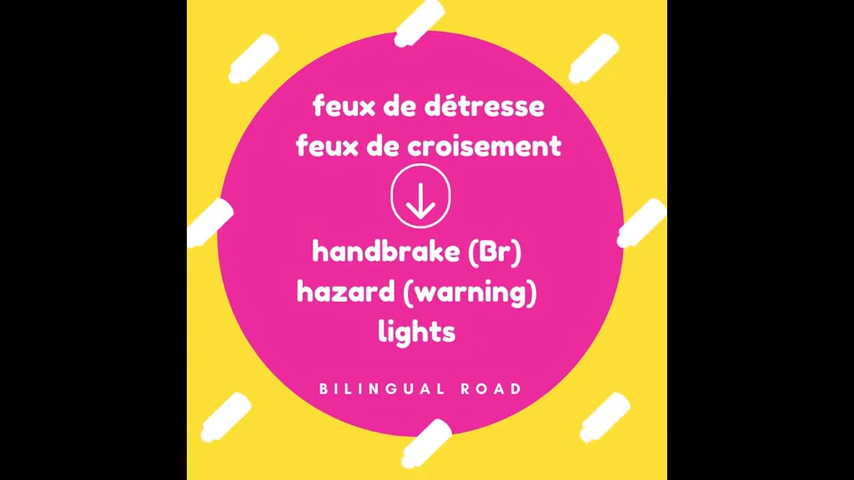 feux de détresse
feux de croisement
handbrake (Br)
hazard (warning)
lights
BILINGUAL ROAD